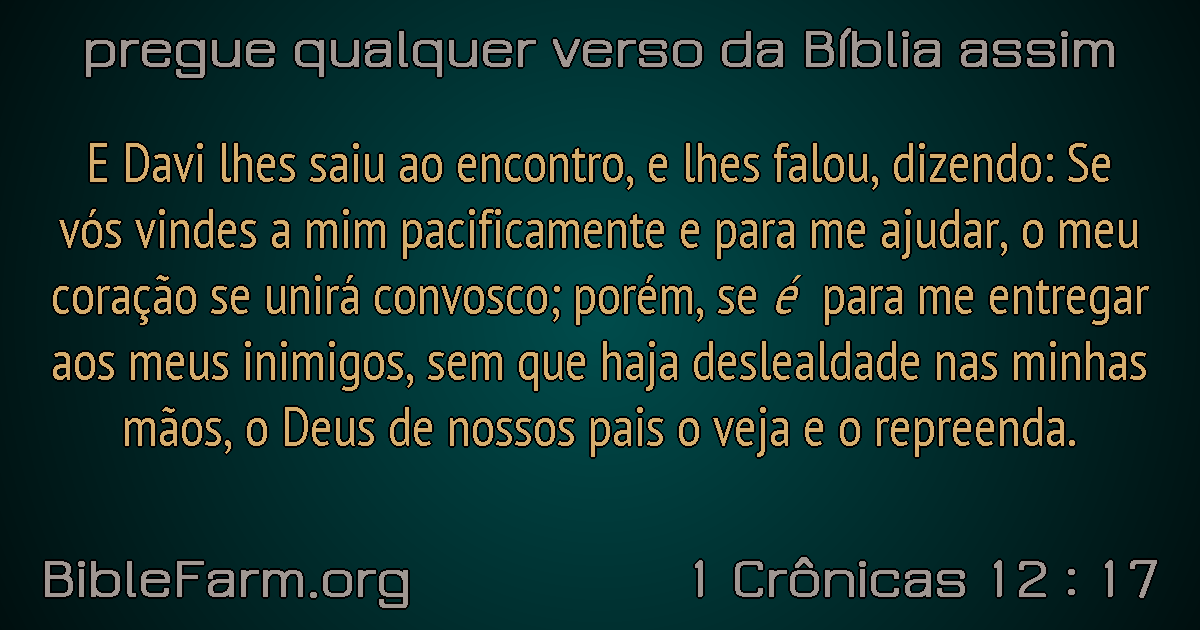 pregue qualquer verso da Bíblia assim
E Davi lhes saiu ao encontro, e lhes falou, dizendo: Se
vós vindes a mim pacificamente e para me ajudar, o meu
coração se unirá convosco; porém, se é para me entregar
aos meus inimigos, sem que haja deslealdade nas minhas
mãos, o Deus de nossos pais o veja e o repreenda.
BibleFarm.org
1 Crônicas 12 : 17